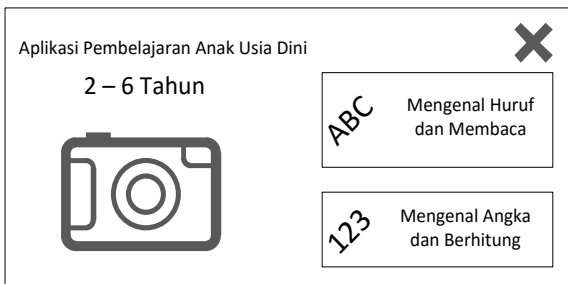 Aplikasi Pembelajaran Anak Usia Dini
2 – 6 Tahun
ABC
Mengenal Huruf
dan Membaca
123
Mengenal Angka
dan Berhitung